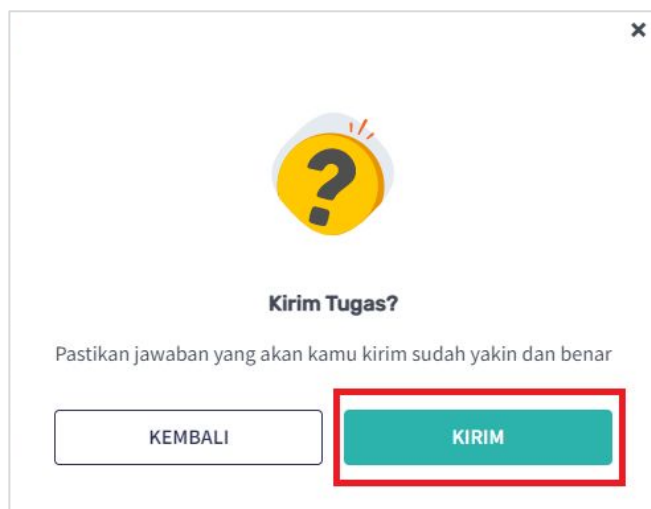 Kirim Tugas?
Pastikan jawaban yang akan kamu kirim sudah yakin dan benar
KEMBALI
KIRIM